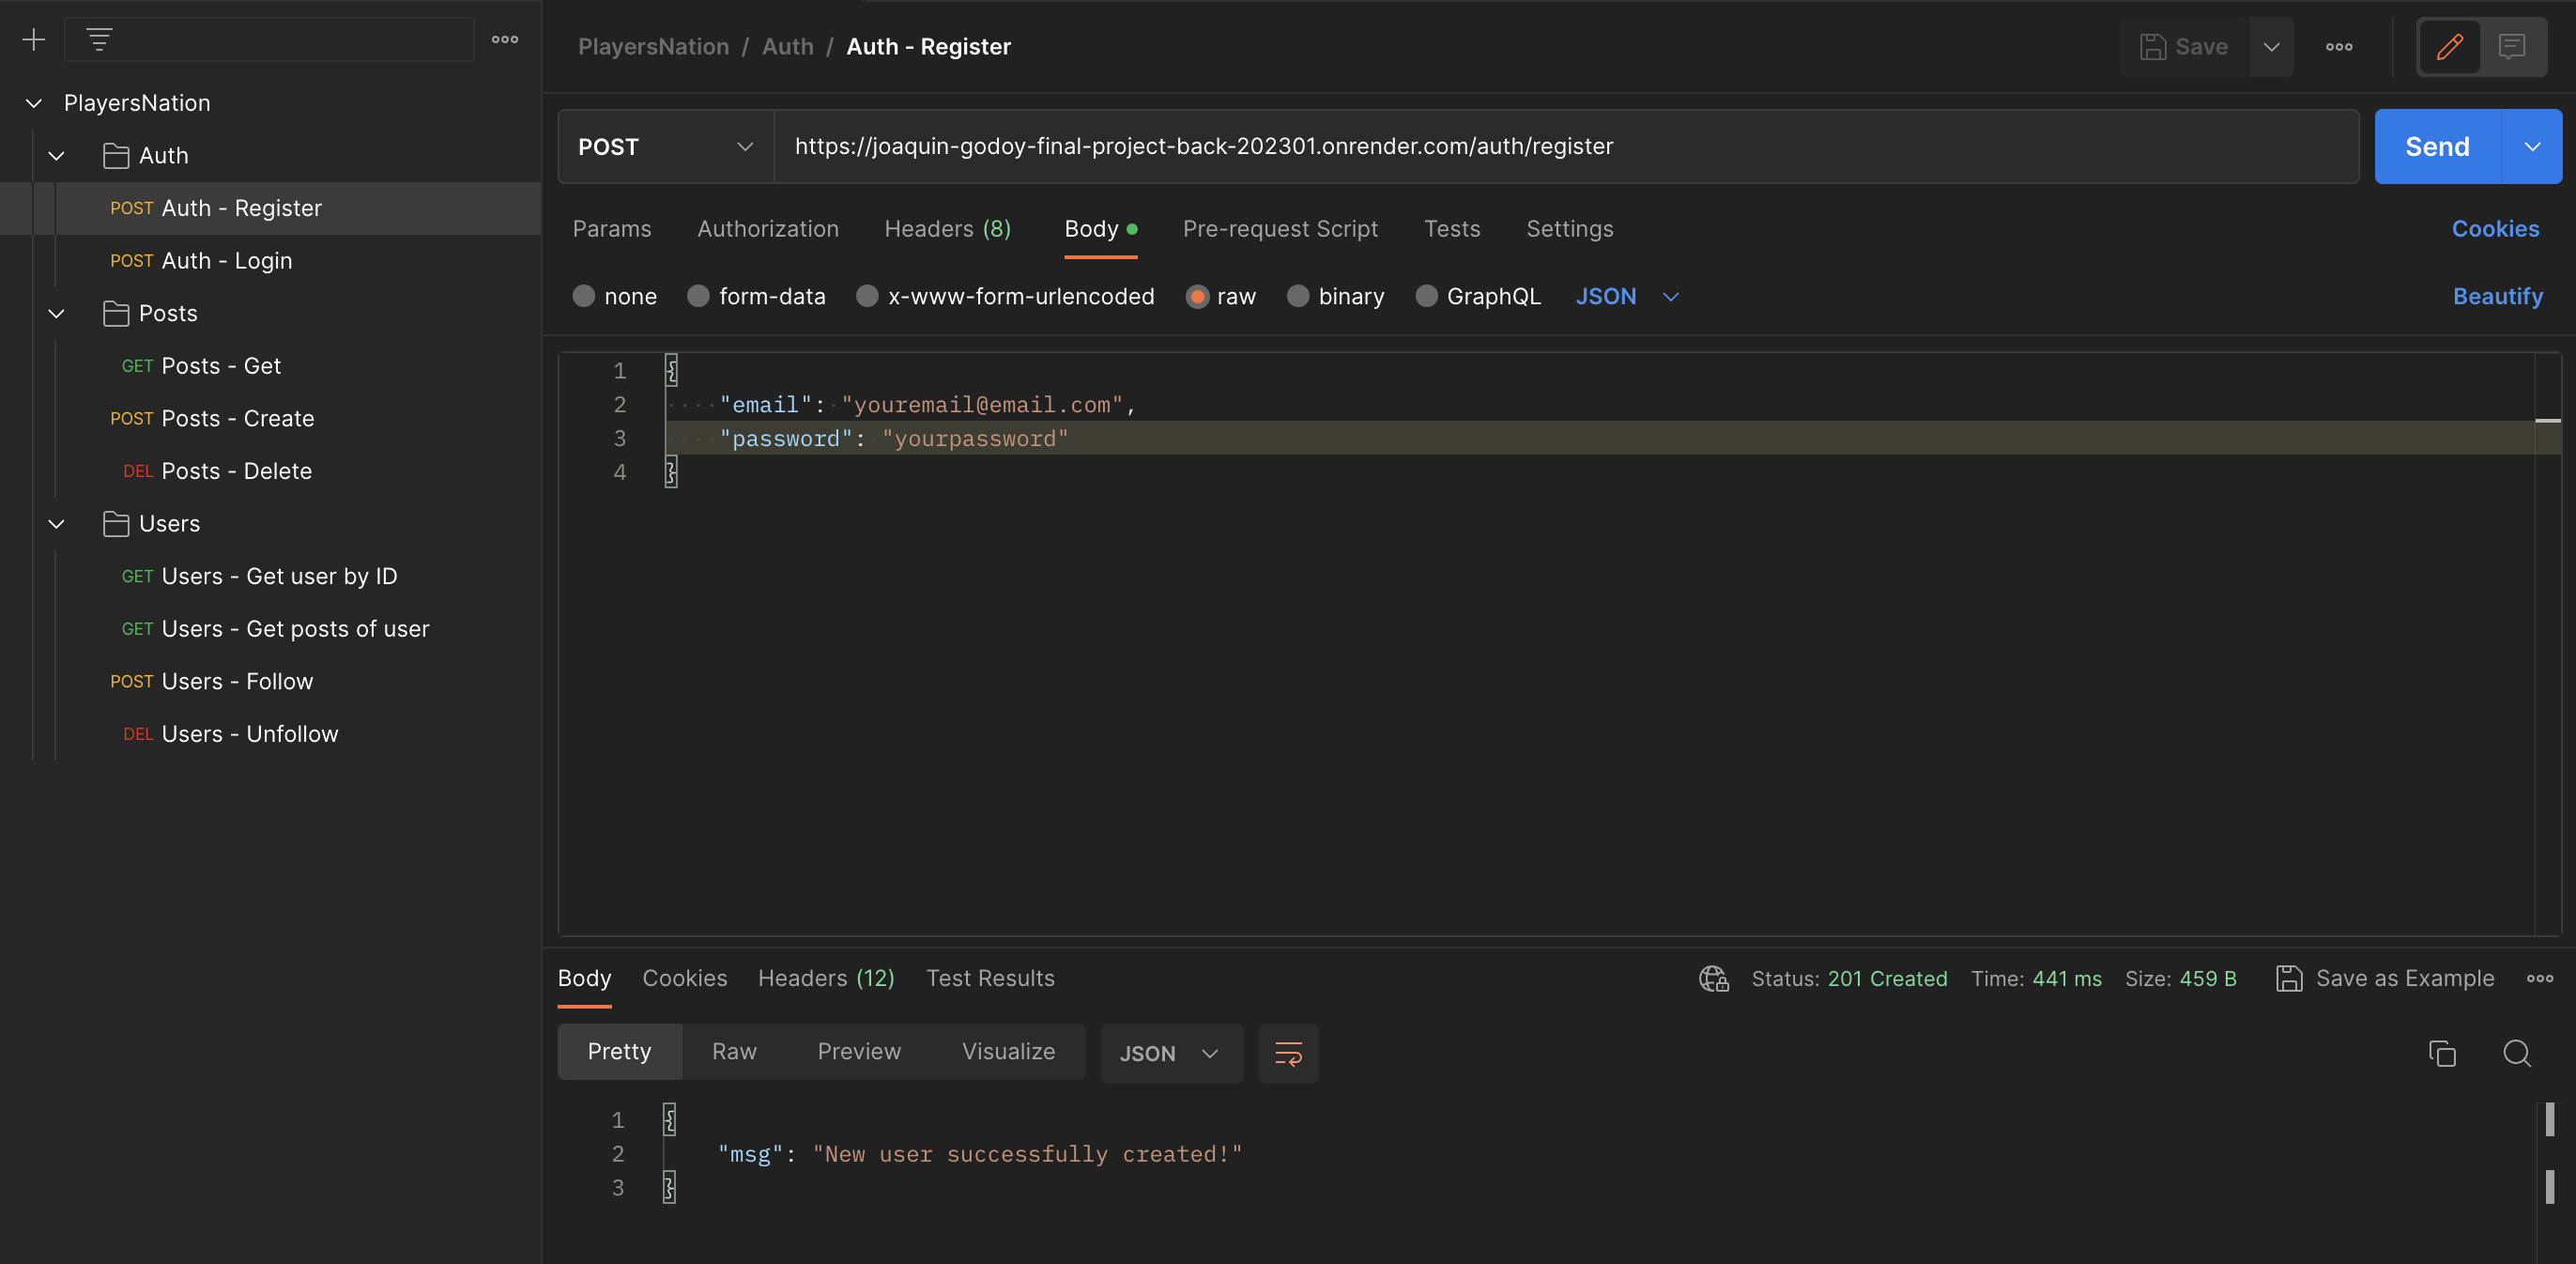 PlayersNation
Auth
POST Auth - Register
POST Auth - Login
Posts
GET Posts - Get
POST Posts - Create
DEL Posts - Delete
Users
GET Users - Get user by ID
GET Users - Get posts of user
POST Users - Follow
DEL Users - Unfollow
PlayersNation / Auth / Auth - Register
Save
POST https://joaquin-godoy-final-project-back-202301.onrender.com/auth/register Send
Params Authorization Headers (8) Body Pre-request Script Tests Settings Cookies
none form-data x-www-form-urlencoded raw binary GraphQL JSON Beautify
1 {
2 "email": "youremail@email.com",
3 "password": "yourpassword"
4 }
Body Cookies Headers (12) Test Results Status: 201 Created Time: 441 ms Size: 459 B Save as Example
Pretty Raw Preview Visualize JSON
1 {
2 "msg": "New user successfully created!"
3 }